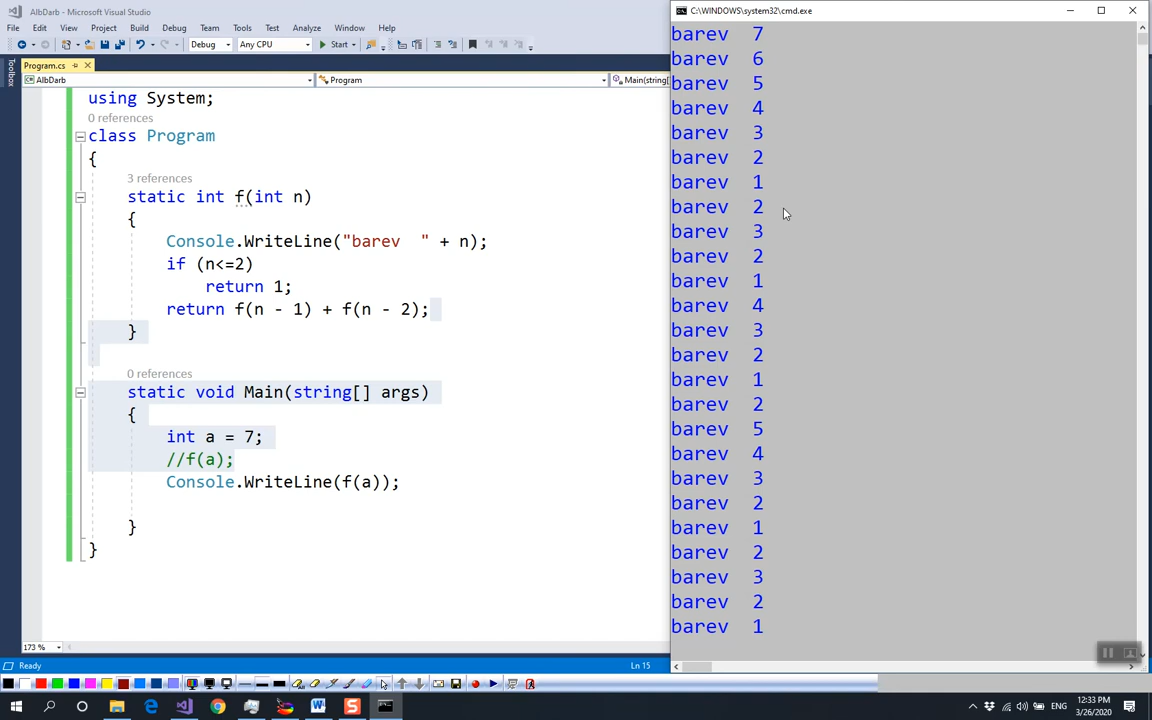 AlbDarb - Microsoft Visual Studio
File Edit View Project Build Debug Team Tools Test Analyze Window Help
Debug Any CPU Start
Program.cs
AlbDarb Program Main(string[]
using System;
0 references
class Program
{
3 references
static int f(int n)
{
Console.WriteLine("barev  " + n);
if (n<=2)
return 1;
return f(n - 1) + f(n - 2);
}
0 references
static void Main(string[] args)
{
int a = 7;
//f(a);
Console.WriteLine(f(a));
}
}
173 %
Ready Ln 15
C:\WINDOWS\system32\cmd.exe
barev  7
barev  6
barev  5
barev  4
barev  3
barev  2
barev  1
barev  2
barev  3
barev  2
barev  1
barev  4
barev  3
barev  2
barev  1
barev  2
barev  5
barev  4
barev  3
barev  2
barev  1
barev  2
barev  3
barev  2
barev  1
ENG
12:33 PM
3/26/2020